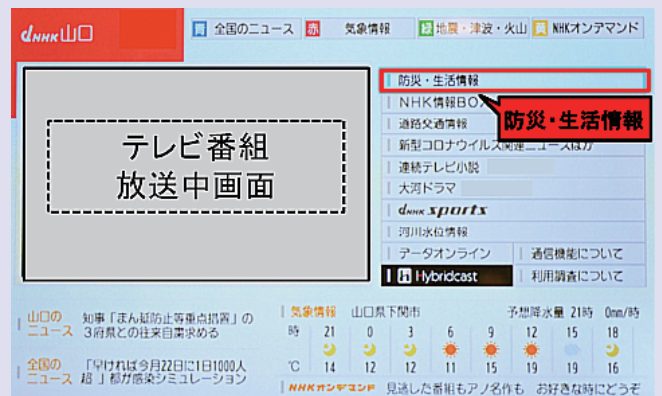 dNHK山口
青 全国のニュース 赤 気象情報 緑 地震・津波・火山 黄 NHKオンデマンド
テレビ番組
放送中画面
防災・生活情報
NHK情報BO
防災・生活情報
道路交通情報
新型コロナウイルス関連ニュースほか
連続テレビ小説
大河ドラマ
dNHK sports
河川水位情報
データオンライン 通信機能について
Hybridcast 利用調査について
山口の
ニュース
知事「まん延防止等重点措置」の
3府県との往来自粛求める
全国の
ニュース
「早ければ今月22日に1日1000人
超」都が感染シミュレーション
気象情報 山口県下関市 予想降水量 21時 0mm/時
時 21 0 3 6 9 12 15 18
℃ 14 12 12 11 15 19 19 16
NHKオンデマンド 見逃した番組もアノ名作も お好きな時にどうぞ